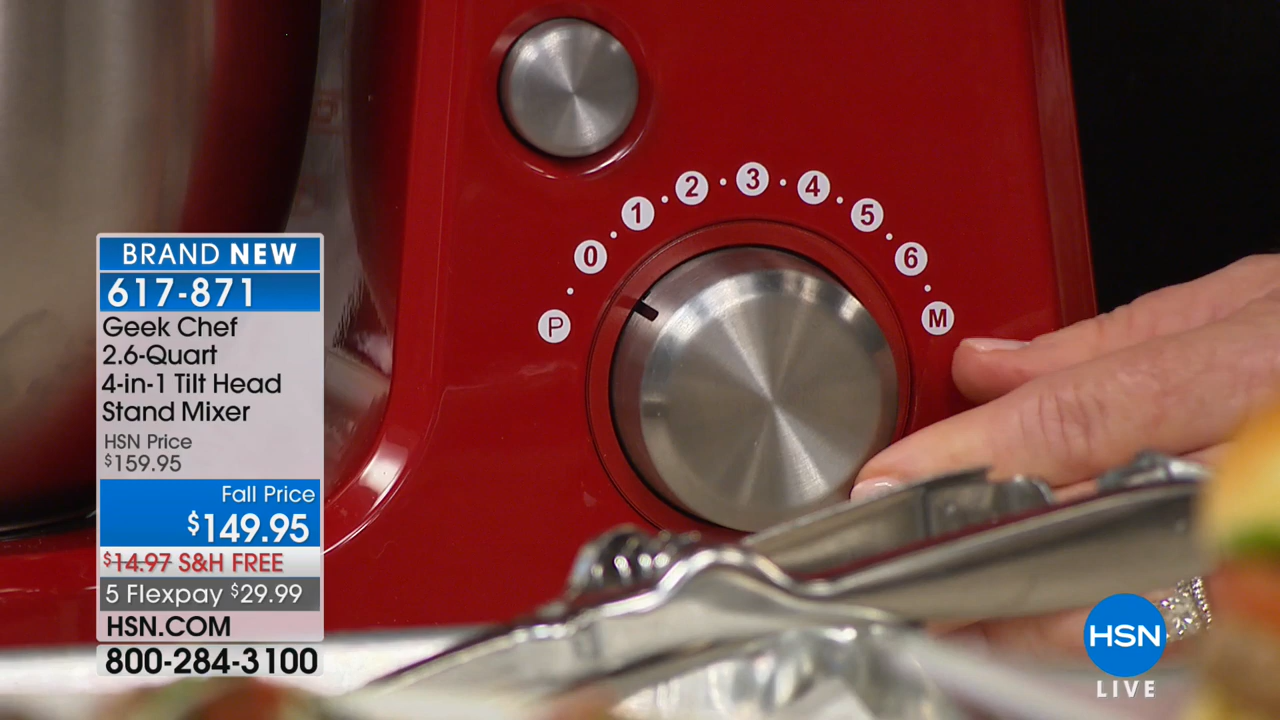 BRAND NEW
617-871
Geek Chef
2.6-Quart
4-in-1 Tilt Head
Stand Mixer
HSN Price
$159.95
Fall Price
$149.95
$14.97 S&H FREE
5 Flexpay $29.99
HSN.COM
800-284-3100
P 0 1 2 3 4 5 6 M
HSN
LIVE